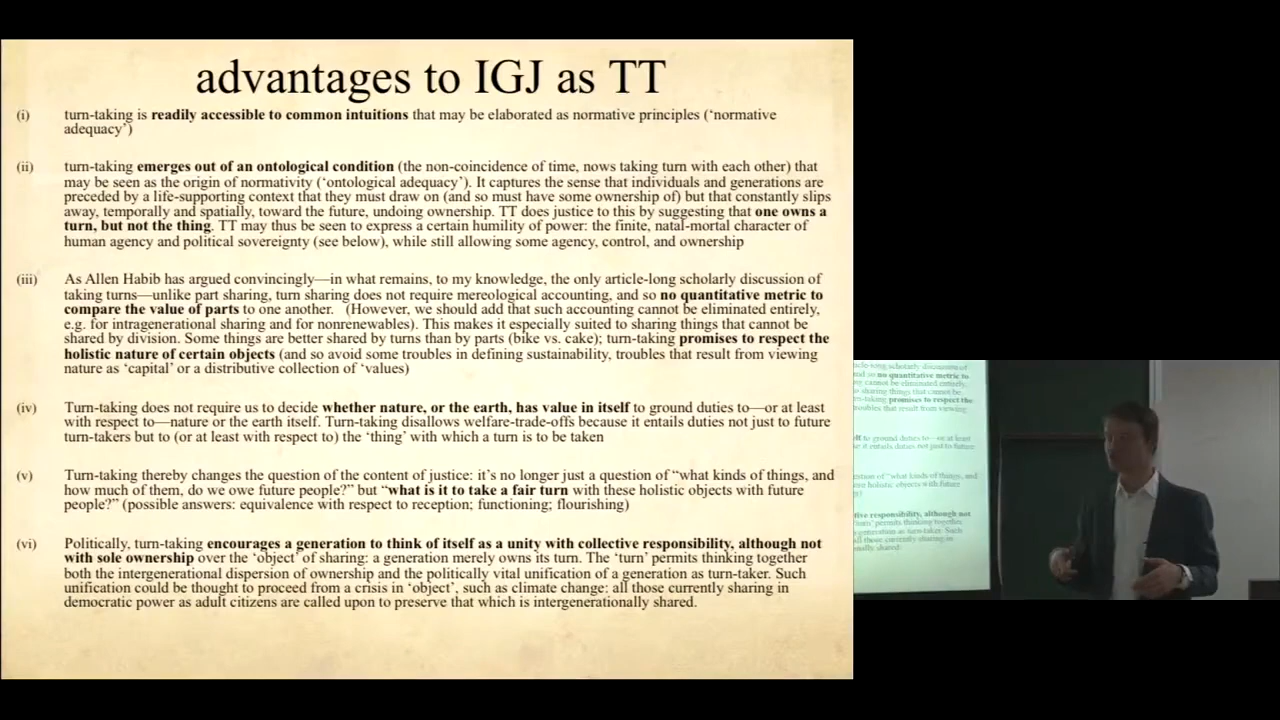 advantages to IGJ as TT
(i) turn-taking is readily accessible to common intuitions that may be elaborated as normative principles (‘normative
adequacy’)
(ii) turn-taking emerges out of an ontological condition (the non-coincidence of time, nows taking turn with each other) that
may be seen as the origin of normativity (‘ontological adequacy’). It captures the sense that individuals and generations are
preceded by a life-supporting context that they must draw on (and so must have some ownership of) but that constantly slips
away, temporally and spatially, toward the future, undoing ownership. TT does justice to this by suggesting that one owns a
turn, but not the thing. TT may thus be seen to express a certain humility of power: the finite, natal-mortal character of
human agency and political sovereignty (see below), while still allowing some agency, control, and ownership
(iii) As Allen Habib has argued convincingly—in what remains, to my knowledge, the only article-long scholarly discussion of
taking turns—unlike part sharing, turn sharing does not require mereological accounting, and so no quantitative metric to
compare the value of parts to one another. (However, we should add that such accounting cannot be eliminated entirely,
e.g. for intragenerational sharing and for nonrenewables). This makes it especially suited to sharing things that cannot be
shared by division. Some things are better shared by turns than by parts (bike vs. cake); turn-taking promises to respect the
holistic nature of certain objects (and so avoid some troubles in defining sustainability, troubles that result from viewing
nature as ‘capital’ or a distributive collection of ‘values)
(iv) Turn-taking does not require us to decide whether nature, or the earth, has value in itself to ground duties to—or at least
with respect to—nature or the earth itself. Turn-taking disallows welfare-trade-offs because it entails duties not just to future
turn-takers but to (or at least with respect to) the ‘thing’ with which a turn is to be taken
(v) Turn-taking thereby changes the question of the content of justice: it’s no longer just a question of “what kinds of things, and
how much of them, do we owe future people?” but “what is it to take a fair turn with these holistic objects with future
people?” (possible answers: equivalence with respect to reception; functioning; flourishing)
(vi) Politically, turn-taking encourages a generation to think of itself as a unity with collective responsibility, although not
with sole ownership over the ‘object’ of sharing: a generation merely owns its turn. The ‘turn’ permits thinking together
both the intergenerational dispersion of ownership and the politically vital unification of a generation as turn-taker. Such
unification could be thought to proceed from a crisis in ‘object’, such as climate change: all those currently sharing in
democratic power as adult citizens are called upon to preserve that which is intergenerationally shared.